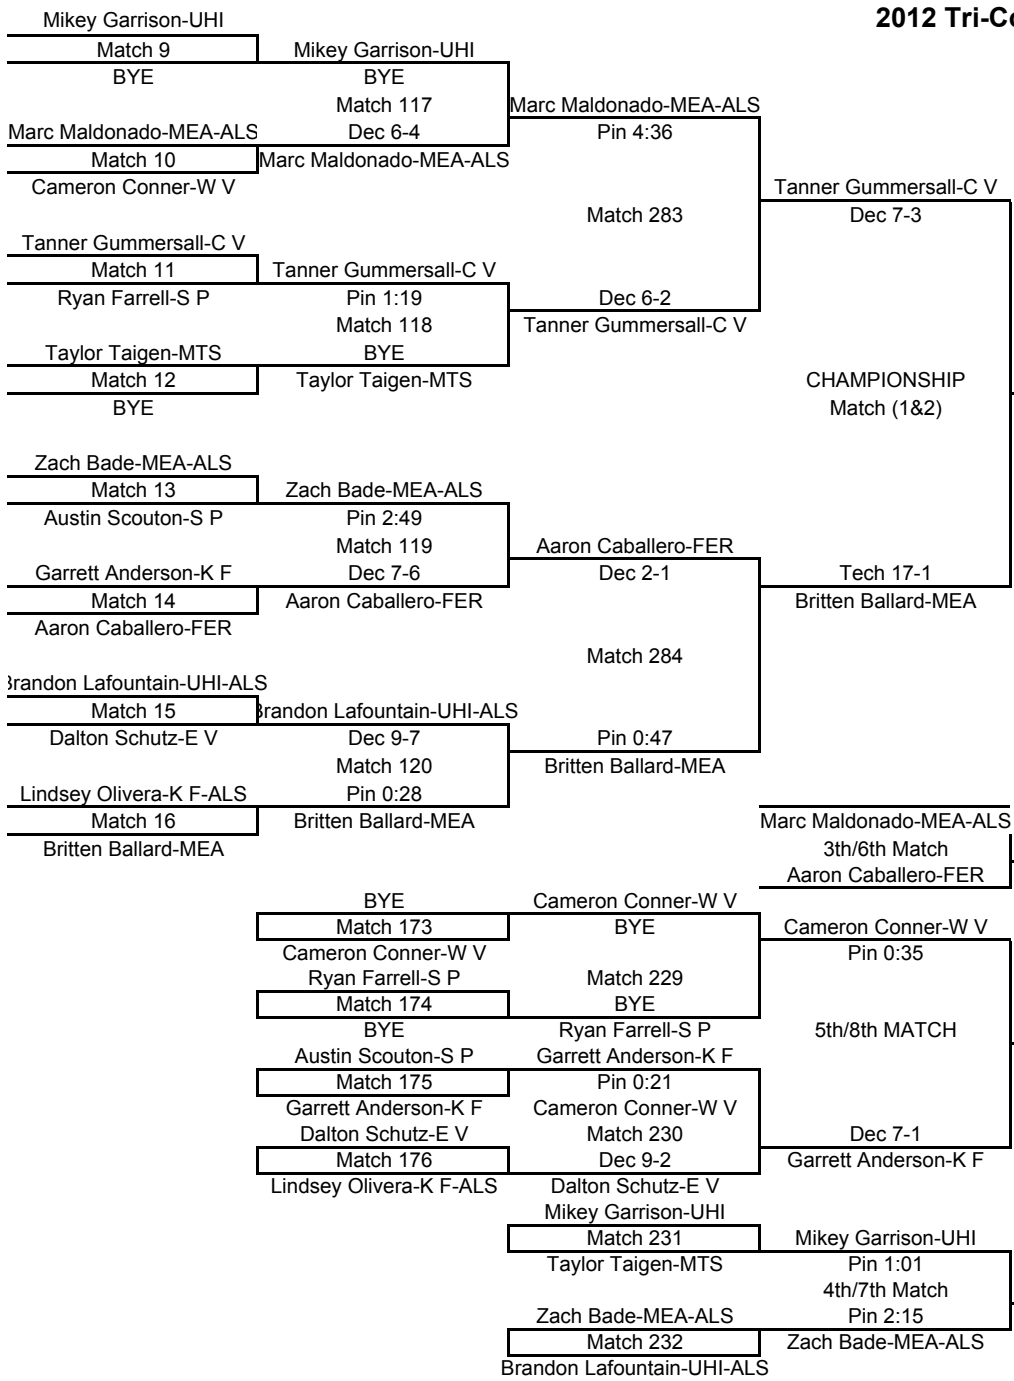 2012 Tri-Co
Mikey Garrison-UHI
Match 9
Mikey Garrison-UHI
BYE
BYE
Match 117
Marc Maldonado-MEA-ALS
Marc Maldonado-MEA-ALS
Dec 6-4
Pin 4:36
Match 10
Marc Maldonado-MEA-ALS
Cameron Conner-W V
Tanner Gummersall-C V
Match 283
Dec 7-3
Tanner Gummersall-C V
Match 11
Tanner Gummersall-C V
Ryan Farrell-S P
Pin 1:19
Dec 6-2
Match 118
Tanner Gummersall-C V
Taylor Taigen-MTS
BYE
Match 12
Taylor Taigen-MTS
CHAMPIONSHIP
BYE
Match (1&2)
Zach Bade-MEA-ALS
Match 13
Zach Bade-MEA-ALS
Austin Scouton-S P
Pin 2:49
Match 119
Aaron Caballero-FER
Garrett Anderson-K F
Dec 7-6
Dec 2-1
Tech 17-1
Match 14
Aaron Caballero-FER
Britten Ballard-MEA
Aaron Caballero-FER
Match 284
Brandon Lafountain-UHI-ALS
Match 15
Brandon Lafountain-UHI-ALS
Dalton Schutz-E V
Dec 9-7
Pin 0:47
Match 120
Britten Ballard-MEA
Lindsey Olivera-K F-ALS
Pin 0:28
Match 16
Britten Ballard-MEA
Marc Maldonado-MEA-ALS
Britten Ballard-MEA
3th/6th Match
Aaron Caballero-FER
BYE
Cameron Conner-W V
Match 173
BYE
Cameron Conner-W V
Cameron Conner-W V
Pin 0:35
Ryan Farrell-S P
Match 229
Match 174
BYE
BYE
Ryan Farrell-S P
5th/8th MATCH
Austin Scouton-S P
Garrett Anderson-K F
Match 175
Pin 0:21
Garrett Anderson-K F
Cameron Conner-W V
Dalton Schutz-E V
Match 230
Dec 7-1
Match 176
Dec 9-2
Garrett Anderson-K F
Lindsey Olivera-K F-ALS
Dalton Schutz-E V
Mikey Garrison-UHI
Match 231
Mikey Garrison-UHI
Taylor Taigen-MTS
Pin 1:01
4th/7th Match
Zach Bade-MEA-ALS
Pin 2:15
Match 232
Zach Bade-MEA-ALS
Brandon Lafountain-UHI-ALS